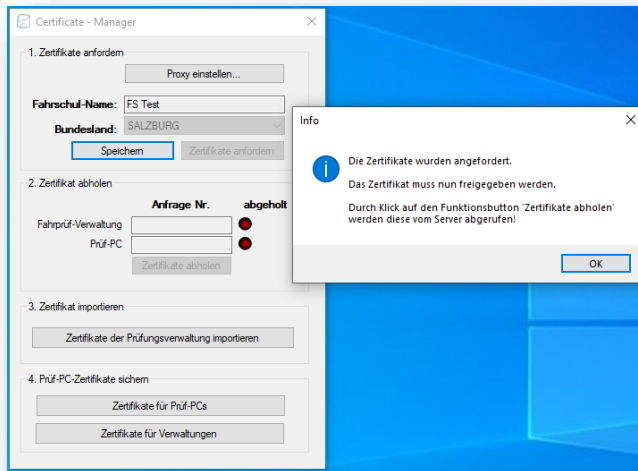 Certificate - Manager
1. Zertifikate anfordern
Proxy einstellen...
Fahrschul-Name: FS Test
Bundesland: SALZBURG
Speichern Zertifikate anfordern
2. Zertifikat abholen
Anfrage Nr. abgeholt
Fahrprüf-Verwaltung
Prüf-PC
Zertifikate abholen
3. Zertifikat importieren
Zertifikate der Prüfungsverwaltung importieren
4. Prüf-PC-Zertifikate sichern
Zertifikate für Prüf-PCs
Zertifikate für Verwaltungen
Info
i
Die Zertifikate wurden angefordert.
Das Zertifikat muss nun freigegeben werden.
Durch Klick auf den Funktionsbutton 'Zertifikate abholen'
werden diese vom Server abgerufen!
OK